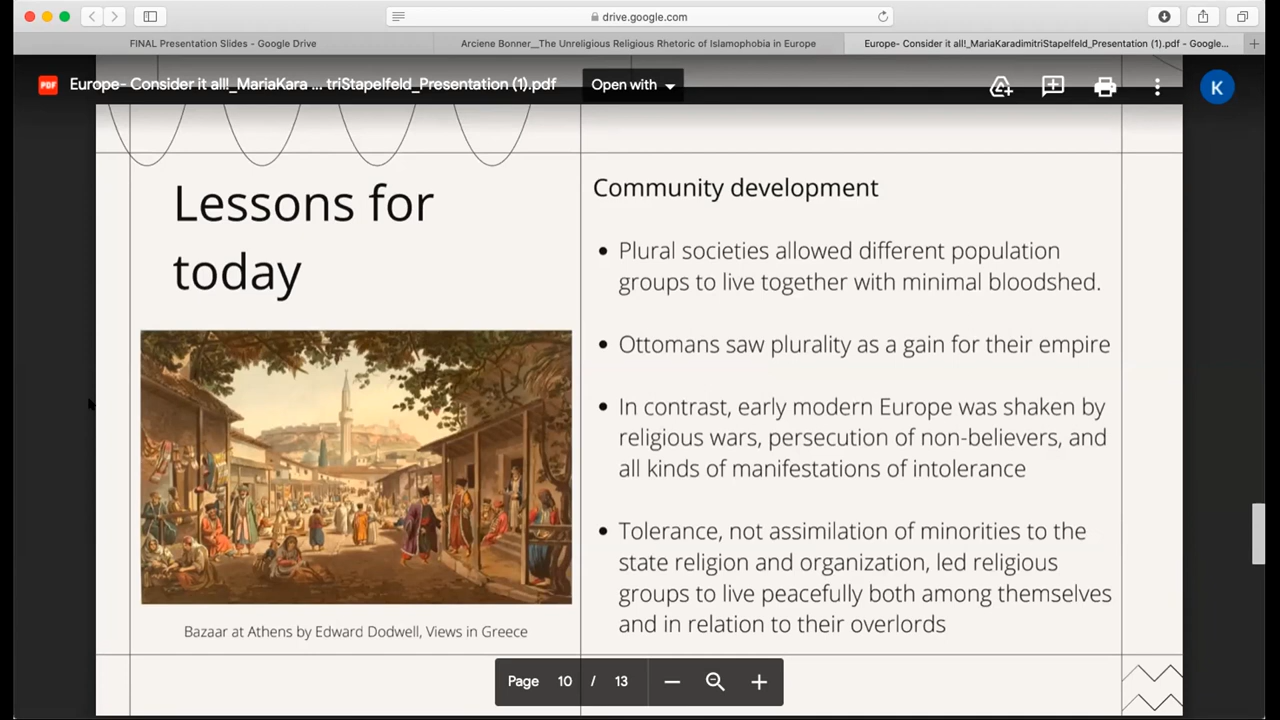 drive.google.com
FINAL Presentation Slides - Google Drive
Arciene Bonner__The Unreligious Religious Rhetoric of Islamophobia in Europe
Europe- Consider it all!_MariaKaradimitriStapelfeld_Presentation (1).pdf - Google...
PDF
Europe- Consider it all!_MariaKara ... triStapelfeld_Presentation (1).pdf
Open with
K
Lessons for
today
Bazaar at Athens by Edward Dodwell, Views in Greece
Community development
• Plural societies allowed different population
groups to live together with minimal bloodshed.
• Ottomans saw plurality as a gain for their empire
• In contrast, early modern Europe was shaken by
religious wars, persecution of non-believers, and
all kinds of manifestations of intolerance
• Tolerance, not assimilation of minorities to the
state religion and organization, led religious
groups to live peacefully both among themselves
and in relation to their overlords
Page 10 / 13